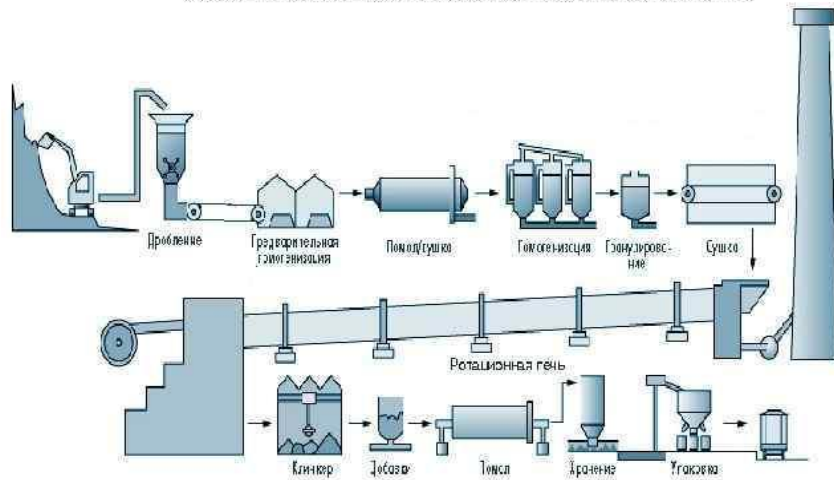 Дробление
Предварительная
гомогенизация
Помол/сушка
Гомогенизация
Гранулирова-
ние
Сушка
Ротационная печь
Клинкер
Добавки
Помол
Хранение
Упаковка